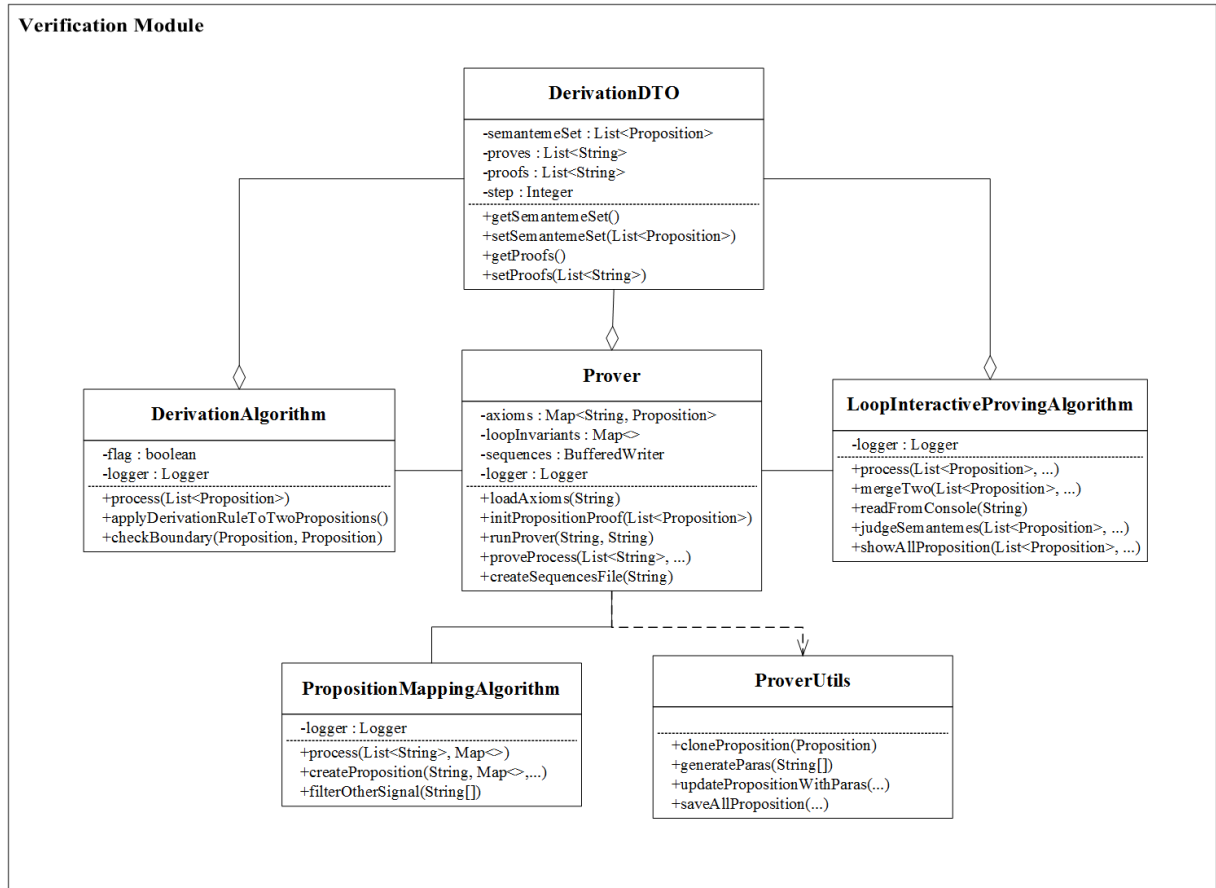 Verification Module
DerivationDTO
-semantemeSet : List<Proposition>
-proves : List<String>
-proofs : List<String>
-step : Integer
+getSemantemeSet()
+setSemantemeSet(List<Proposition>)
+getProofs()
+setProofs(List<String>)
DerivationAlgorithm
-flag : boolean
-logger : Logger
+process(List<Proposition>)
+applyDerivationRuleToTwoPropositions()
+checkBoundary(Proposition, Proposition)
Prover
-axioms : Map<String, Proposition>
-loopInvariants : Map<>
-sequences : BufferedWriter
-logger : Logger
+loadAxioms(String)
+initPropositionProof(List<Proposition>)
+runProver(String, String)
+proveProcess(List<String>, ...)
+createSequencesFile(String)
LoopInteractiveProvingAlgorithm
-logger : Logger
+process(List<Proposition>, ...)
+mergeTwo(List<Proposition>, ...)
+readFromConsole(String)
+judgeSemantemes(List<Proposition>, ...)
+showAllProposition(List<Proposition>, ...)
PropositionMappingAlgorithm
-logger : Logger
+process(List<String>, Map<>)
+createProposition(String, Map<>,...)
+filterOtherSignal(String[])
ProverUtils
+cloneProposition(Proposition)
+generateParas(String[])
+updatePropositionWithParas(...)
+saveAllProposition(...)